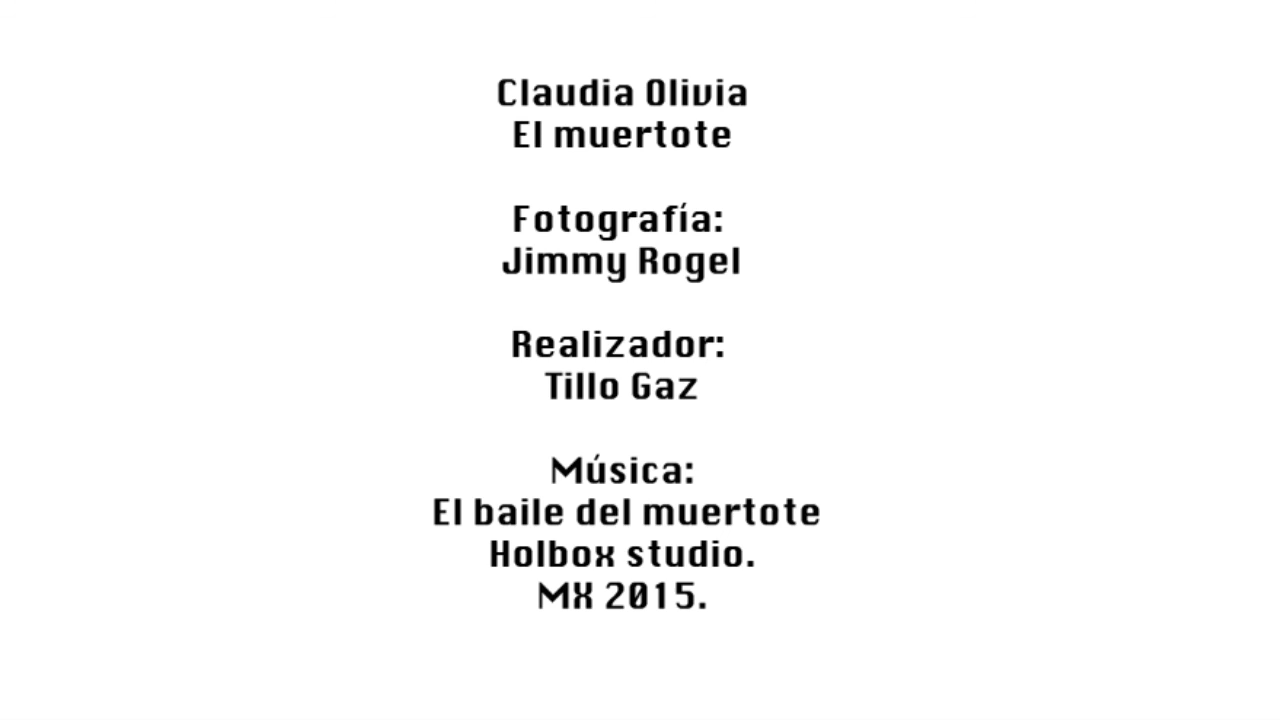 Claudia Olivia
El muertote
Fotografía:
Jimmy Rogel
Realizador:
Tillo Gaz
Música:
El baile del muertote
Holbox studio.
MX 2015.